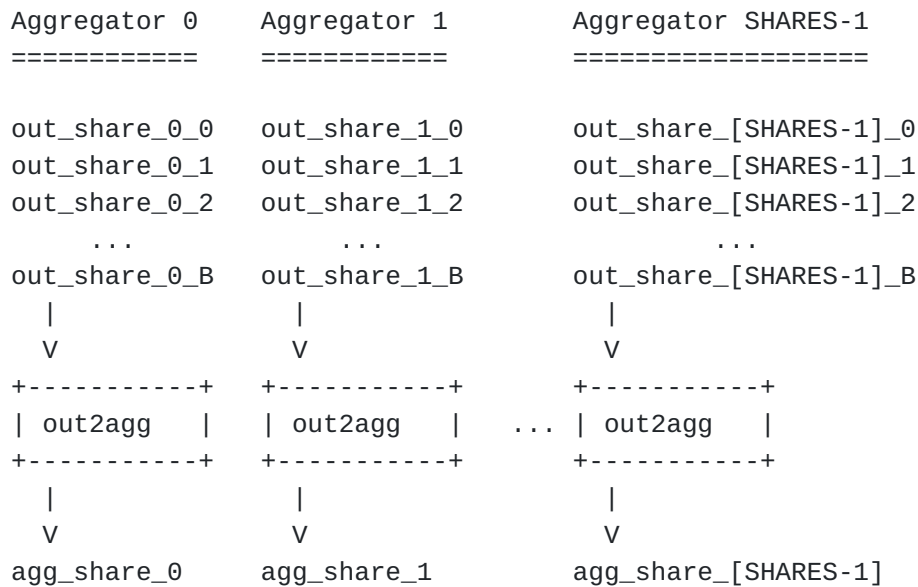 Aggregator 0   Aggregator 1        Aggregator SHARES-1
============   ============        ===================

out_share_0_0  out_share_1_0       out_share_[SHARES-1]_0
out_share_0_1  out_share_1_1       out_share_[SHARES-1]_1
out_share_0_2  out_share_1_2       out_share_[SHARES-1]_2
     ...            ...                     ...
out_share_0_B  out_share_1_B       out_share_[SHARES-1]_B
  |               |                  |
  V               V                  V
+-----------+  +-----------+       +-----------+
| out2agg   |  | out2agg   |   ... | out2agg   |
+-----------+  +-----------+       +-----------+
  |               |                  |
  V               V                  V
agg_share_0    agg_share_1         agg_share_[SHARES-1]